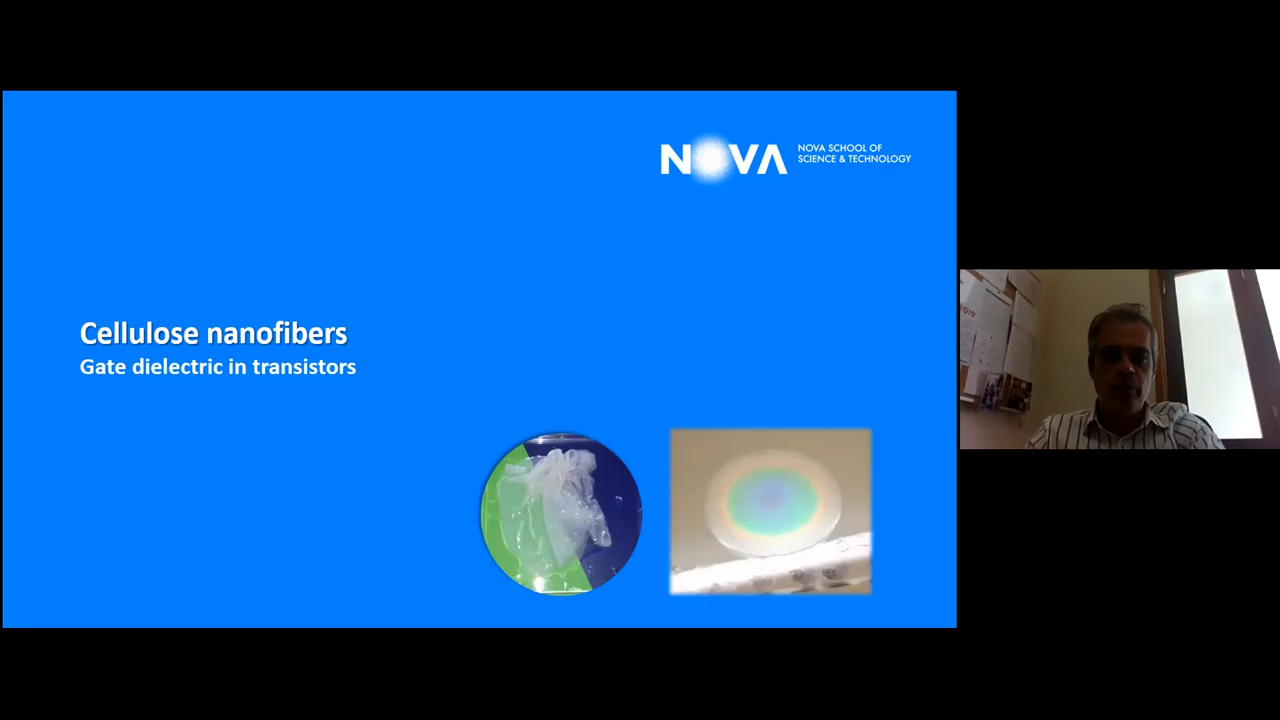 NOVA
NOVA SCHOOL OF
SCIENCE & TECHNOLOGY
Cellulose nanofibers
Gate dielectric in transistors